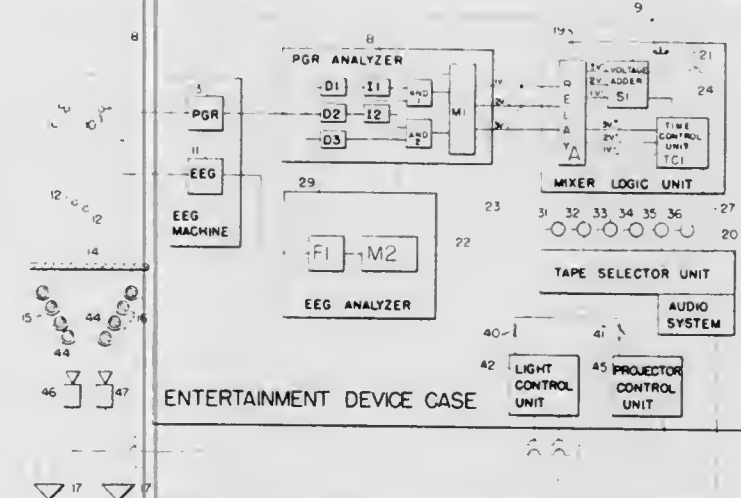 9
8
8
19
PGR ANALYZER
21
D1
I1
AND
1
1V
2V
VOLTAGE
ADDER
S1
24
3
PGR
D2
I2
M1
2V
RELAY
A
1V
3V
2V
1V
TIME
CONTROL
UNIT
TC1
10
D3
AND
2
3V
11
EEG
MIXER LOGIC UNIT
12
12
29
EEG
MACHINE
23
31 32 33 34 35 36
27
20
22
14
F1
M2
TAPE SELECTOR UNIT
EEG ANALYZER
AUDIO
SYSTEM
15
44
16
44
40
41
42
LIGHT
CONTROL
UNIT
45
PROJECTOR
CONTROL
UNIT
46
47
ENTERTAINMENT DEVICE CASE
17
17